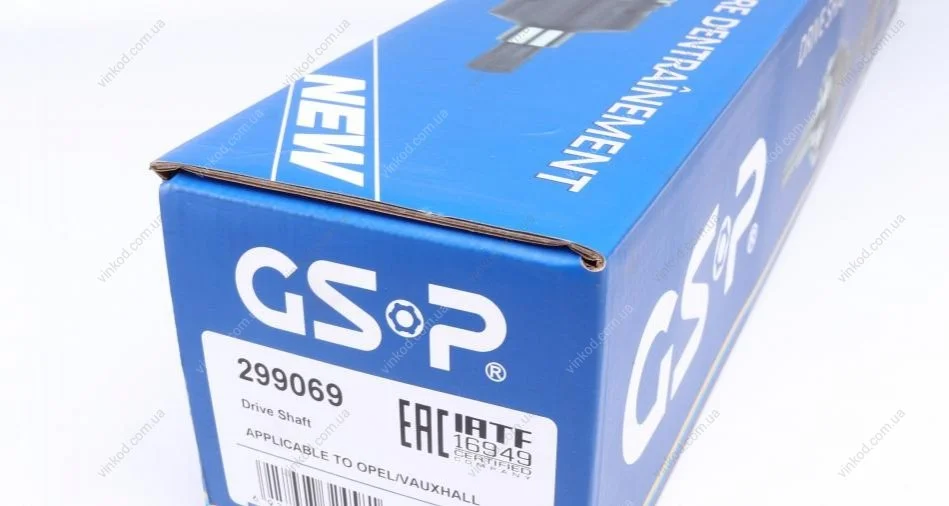 NEW
RE DENTRAÎNEMENT
GSP®
GSP®
299069
Drive Shaft
EAC
IATF
16949
CERTIFIED
COMPANY
APPLICABLE TO OPEL/VAUXHALL
vinkod.com.ua